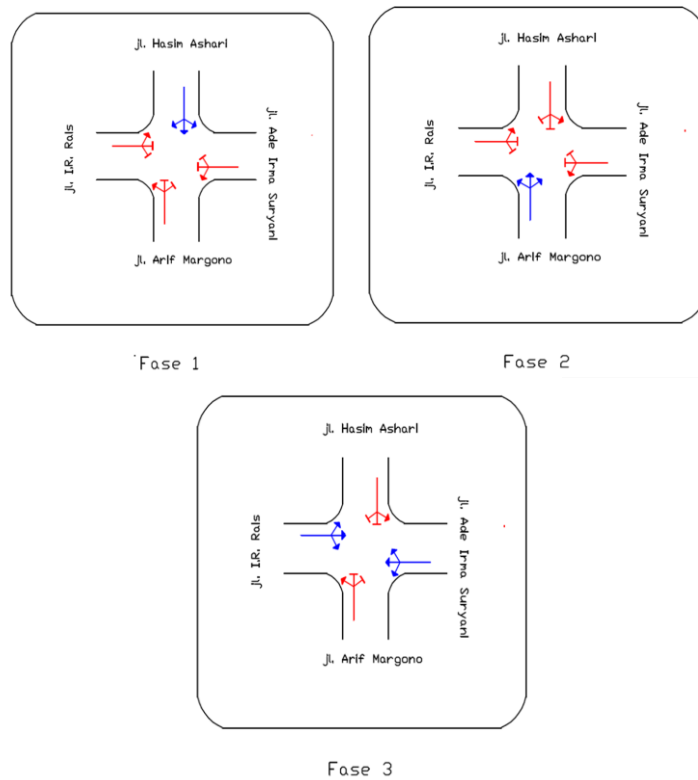 jl. Hasim Ashari
jl. I.R. Rais
jl. Ade Irma Suryani
jl. Arif Margono
Fase 1
jl. Hasim Ashari
jl. I.R. Rais
jl. Ade Irma Suryani
jl. Arif Margono
Fase 2
jl. Hasim Ashari
jl. I.R. Rais
jl. Ade Irma Suryani
jl. Arif Margono
Fase 3